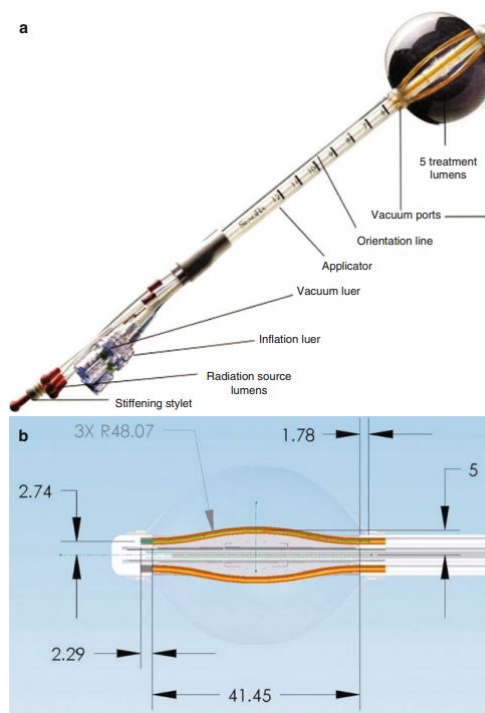 a
5 treatment
lumens
Vacuum ports
Orientation line
Applicator
Vacuum luer
Inflation luer
Radiation source
lumens
Stiffening stylet
b
3X R48.07
1.78
2.74
5
2.29
41.45